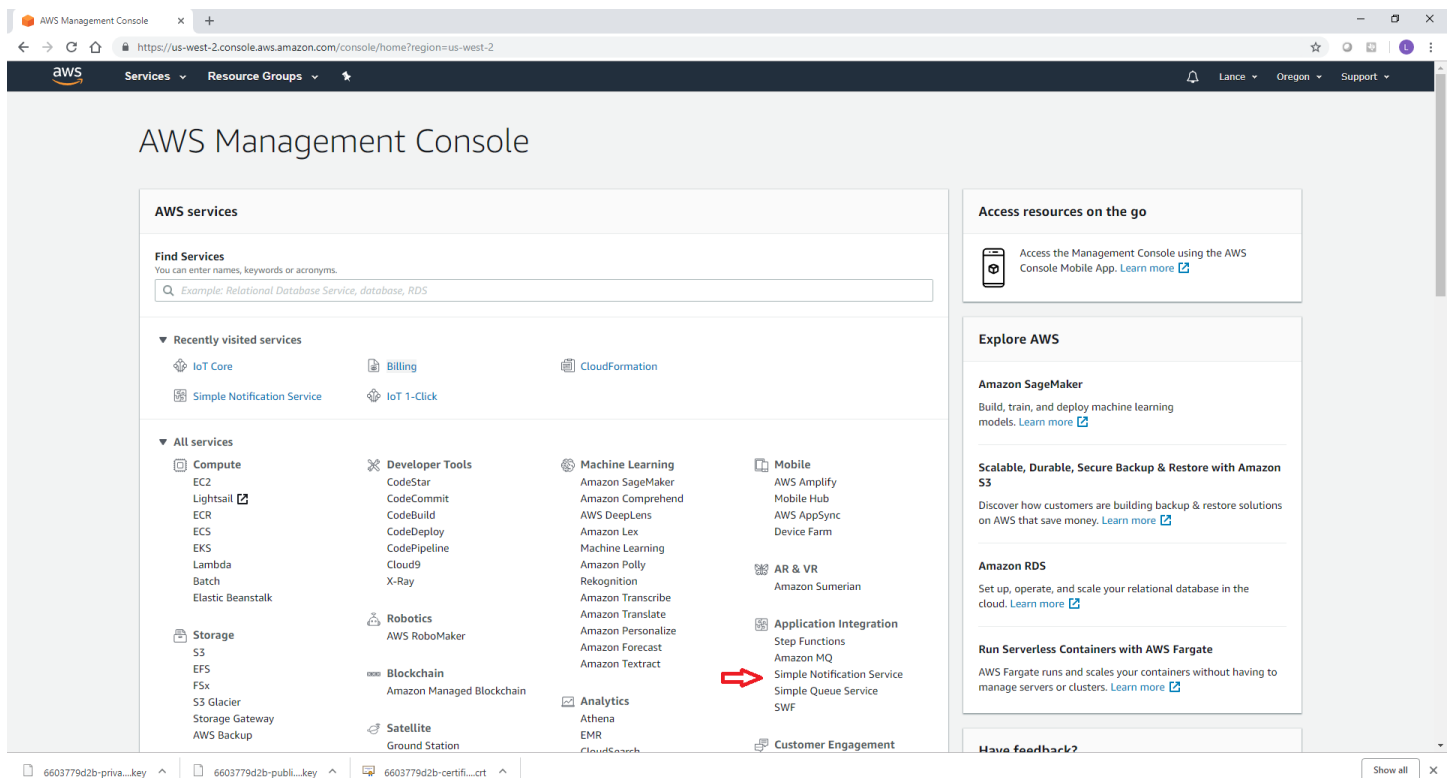 AWS Management Console
https://us-west-2.console.aws.amazon.com/console/home?region=us-west-2
L
aws
Services
Resource Groups
Lance
Oregon
Support
AWS Management Console
AWS services
Find Services
You can enter names, keywords or acronyms.
Example: Relational Database Service, database, RDS
Recently visited services
IoT Core
Billing
CloudFormation
Simple Notification Service
IoT 1-Click
All services
Compute
EC2
Lightsail
ECR
ECS
EKS
Lambda
Batch
Elastic Beanstalk
Storage
S3
EFS
FSx
S3 Glacier
Storage Gateway
AWS Backup
Developer Tools
CodeStar
CodeCommit
CodeBuild
CodeDeploy
CodePipeline
Cloud9
X-Ray
Robotics
AWS RoboMaker
Blockchain
Amazon Managed Blockchain
Satellite
Ground Station
Machine Learning
Amazon SageMaker
Amazon Comprehend
AWS DeepLens
Amazon Lex
Machine Learning
Amazon Polly
Rekognition
Amazon Transcribe
Amazon Translate
Amazon Personalize
Amazon Forecast
Amazon Textract
Analytics
Athena
EMR
CloudSearch
Mobile
AWS Amplify
Mobile Hub
AWS AppSync
Device Farm
AR & VR
Amazon Sumerian
Application Integration
Step Functions
Amazon MQ
Simple Notification Service
Simple Queue Service
SWF
Customer Engagement
Access resources on the go
Access the Management Console using the AWS
Console Mobile App. Learn more
Explore AWS
Amazon SageMaker
Build, train, and deploy machine learning
models. Learn more
Scalable, Durable, Secure Backup & Restore with Amazon
S3
Discover how customers are building backup & restore solutions
on AWS that save money. Learn more
Amazon RDS
Set up, operate, and scale your relational database in the
cloud. Learn more
Run Serverless Containers with AWS Fargate
AWS Fargate runs and scales your containers without having to
manage servers or clusters. Learn more
Have feedback?
6603779d2b-priva....key
6603779d2b-publi....key
6603779d2b-certifi....crt
Show all